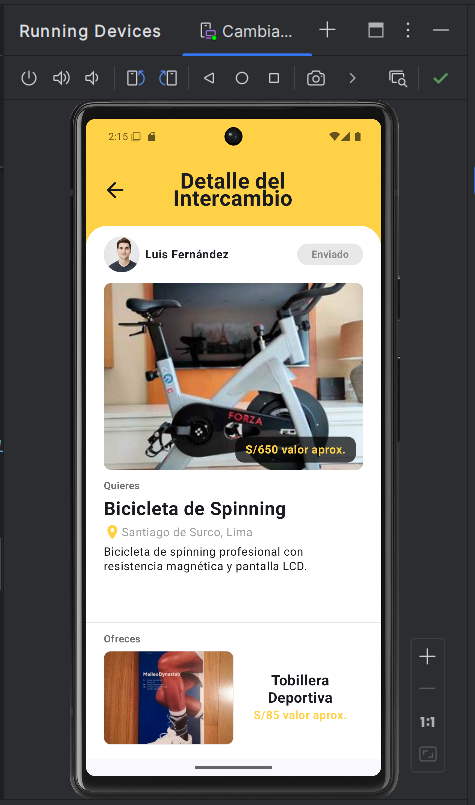 Running Devices
Cambia...
2:15
Detalle del
Intercambio
Luis Fernández
Enviado
FORZA
S/650 valor aprox.
Quieres
Bicicleta de Spinning
Santiago de Surco, Lima
Bicicleta de spinning profesional con
resistencia magnética y pantalla LCD.
Ofreces
MalleoDynastab
Tobillera
Deportiva
S/85 valor aprox.
1:1